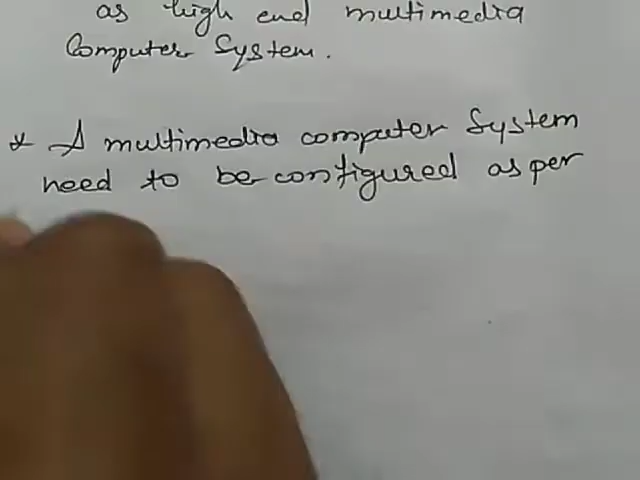 as high end multimedia
Computer System.
* A multimedia computer System
need to be configured as per